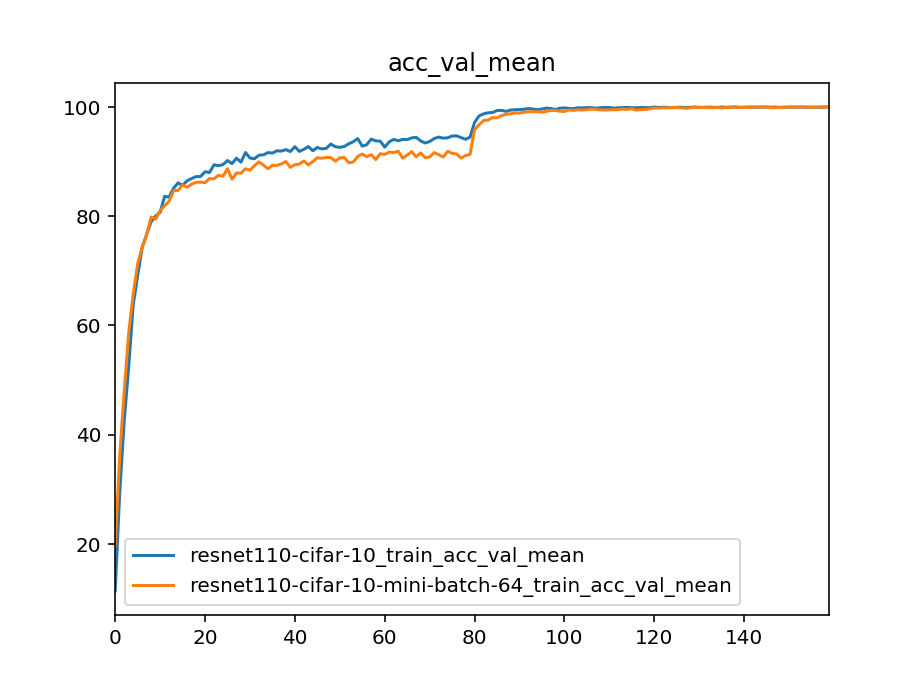 acc_val_mean
100
80
60
40
20
resnet110-cifar-10_train_acc_val_mean
resnet110-cifar-10-mini-batch-64_train_acc_val_mean
0 20 40 60 80 100 120 140